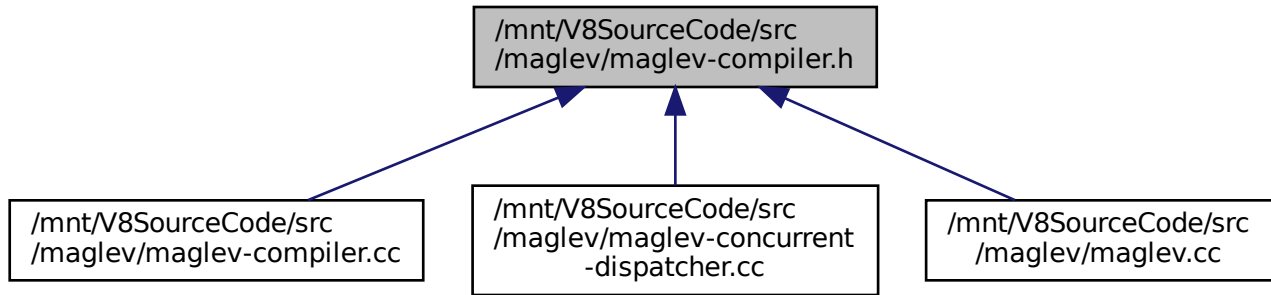 /mnt/V8SourceCode/src
/maglev/maglev-compiler.h
/mnt/V8SourceCode/src
/maglev/maglev-compiler.cc
/mnt/V8SourceCode/src
/maglev/maglev-concurrent
-dispatcher.cc
/mnt/V8SourceCode/src
/maglev/maglev.cc